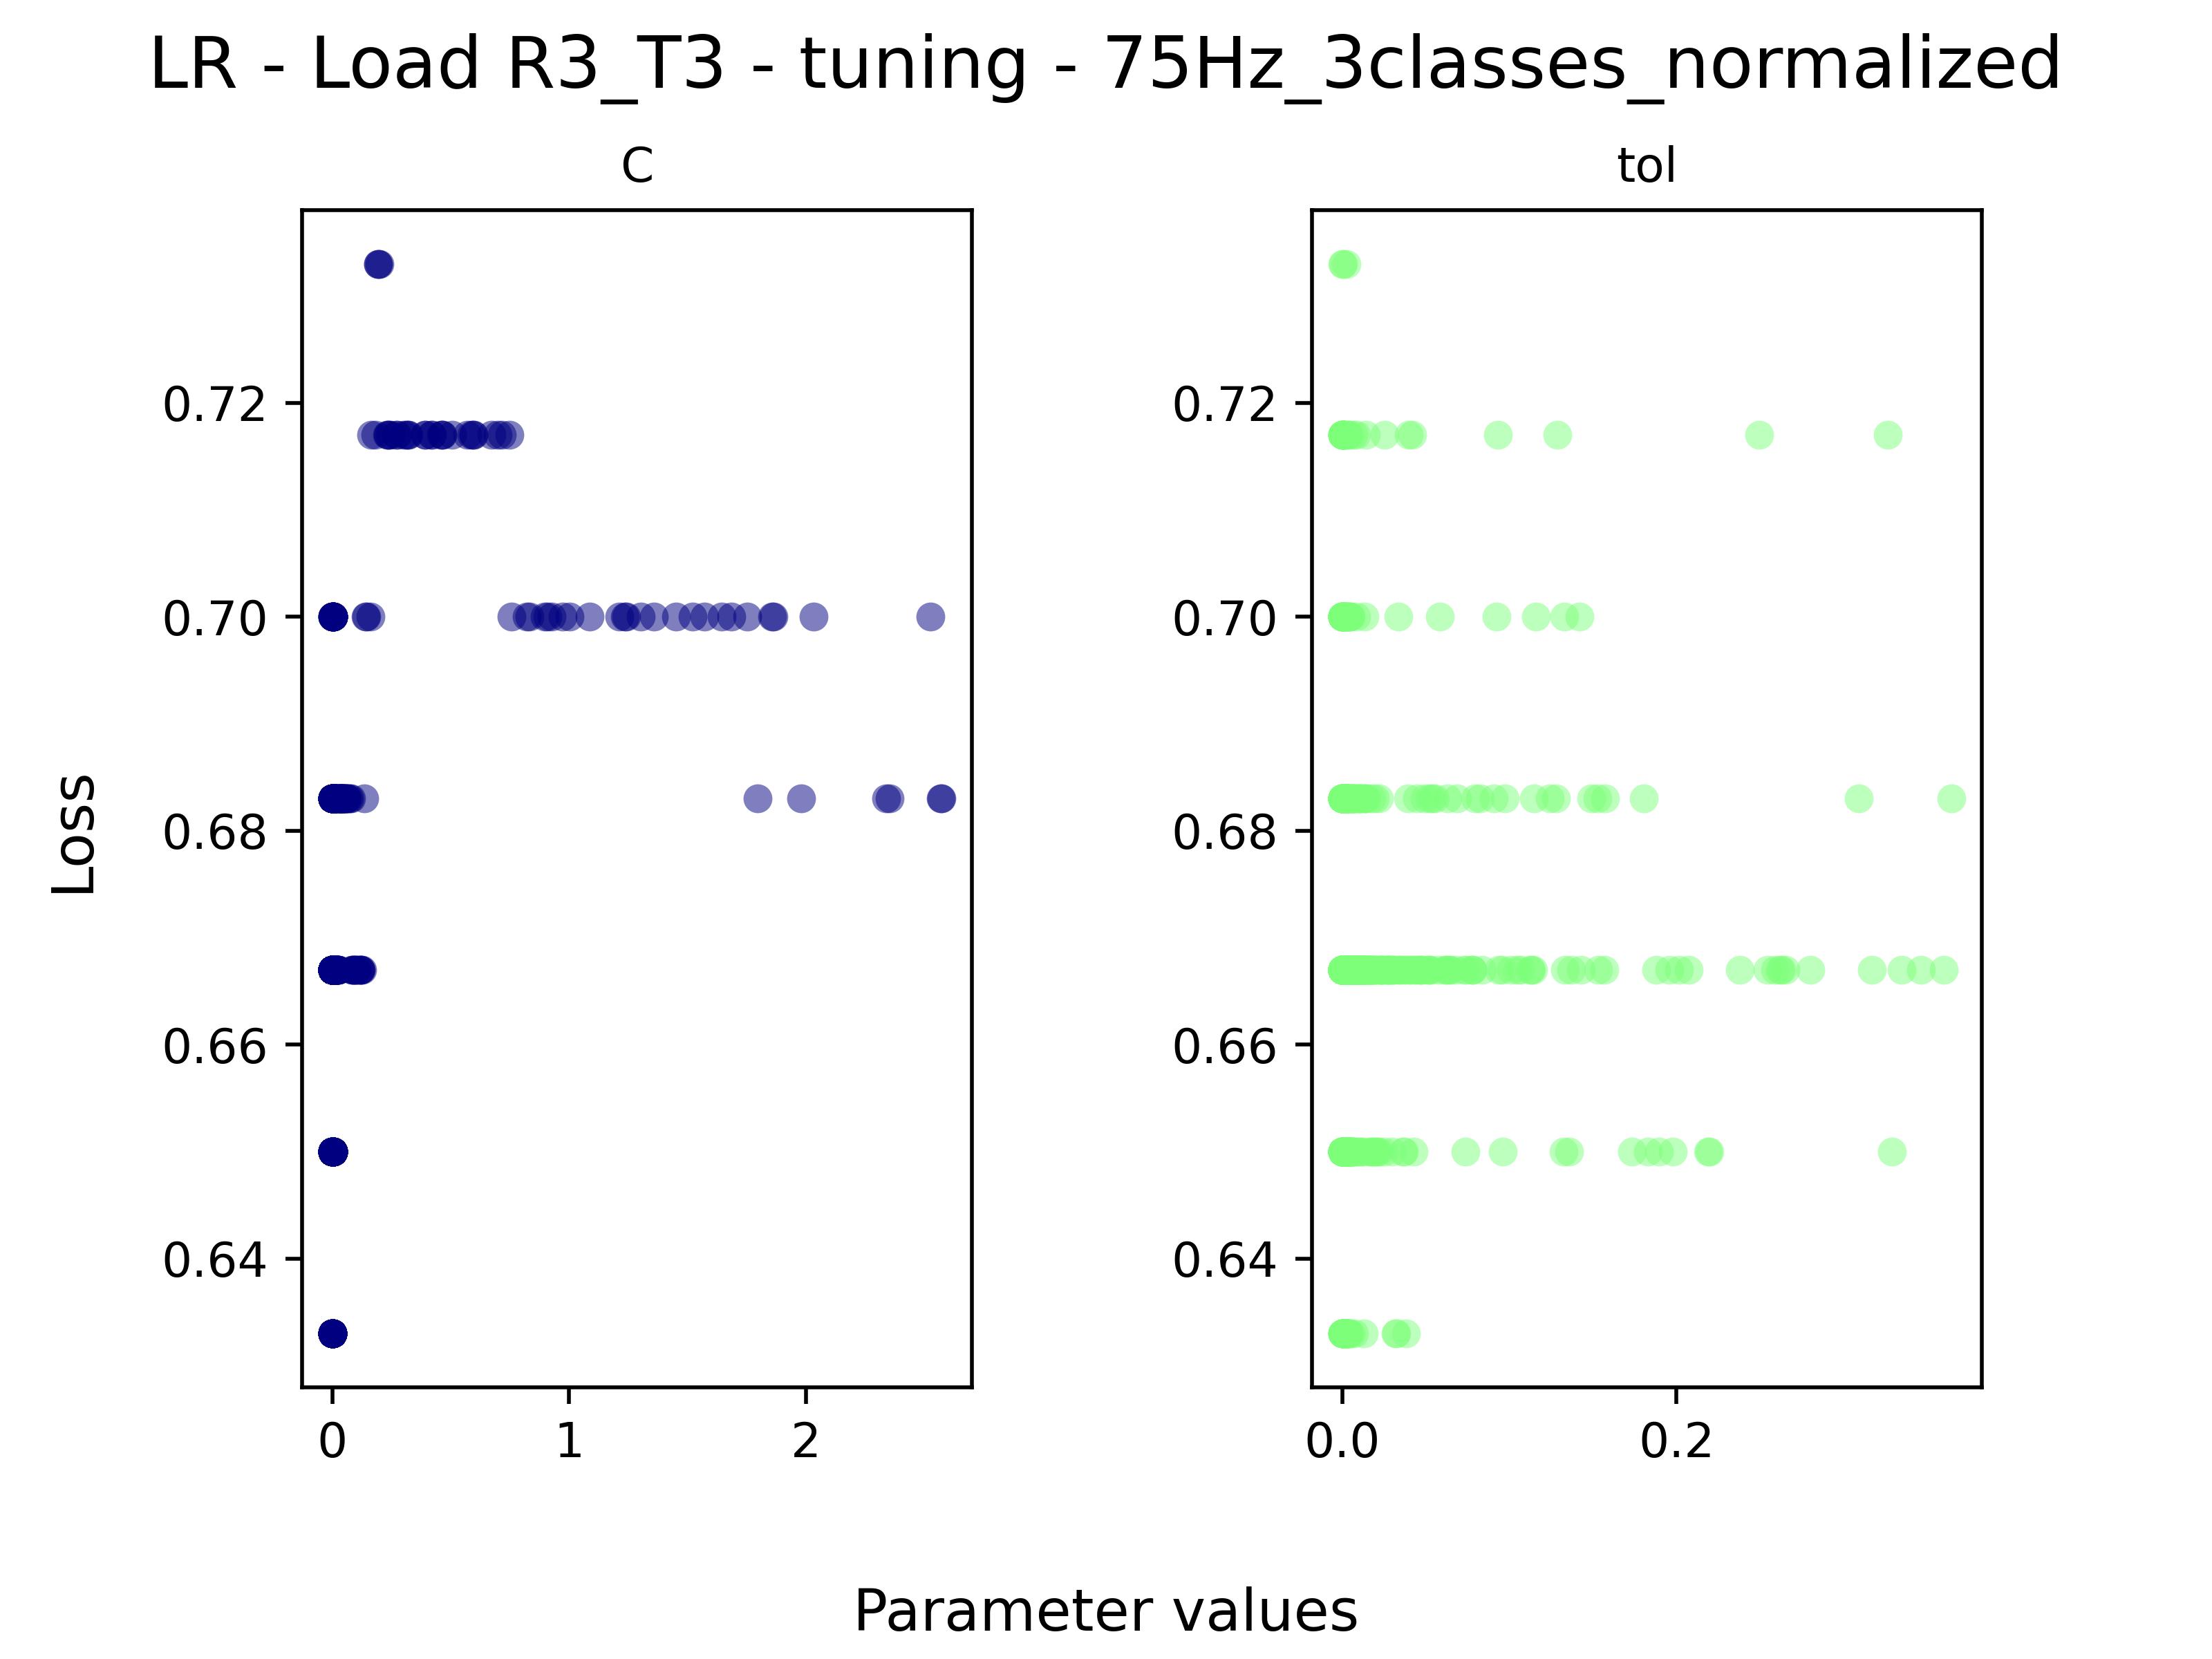 LR - Load R3_T3 - tuning - 75Hz_3classes_normalized
C
tol
0.72
0.70
0.68
0.66
0.64
0.72
0.70
0.68
0.66
0.64
Loss
0 1 2
0.0 0.2
Parameter values